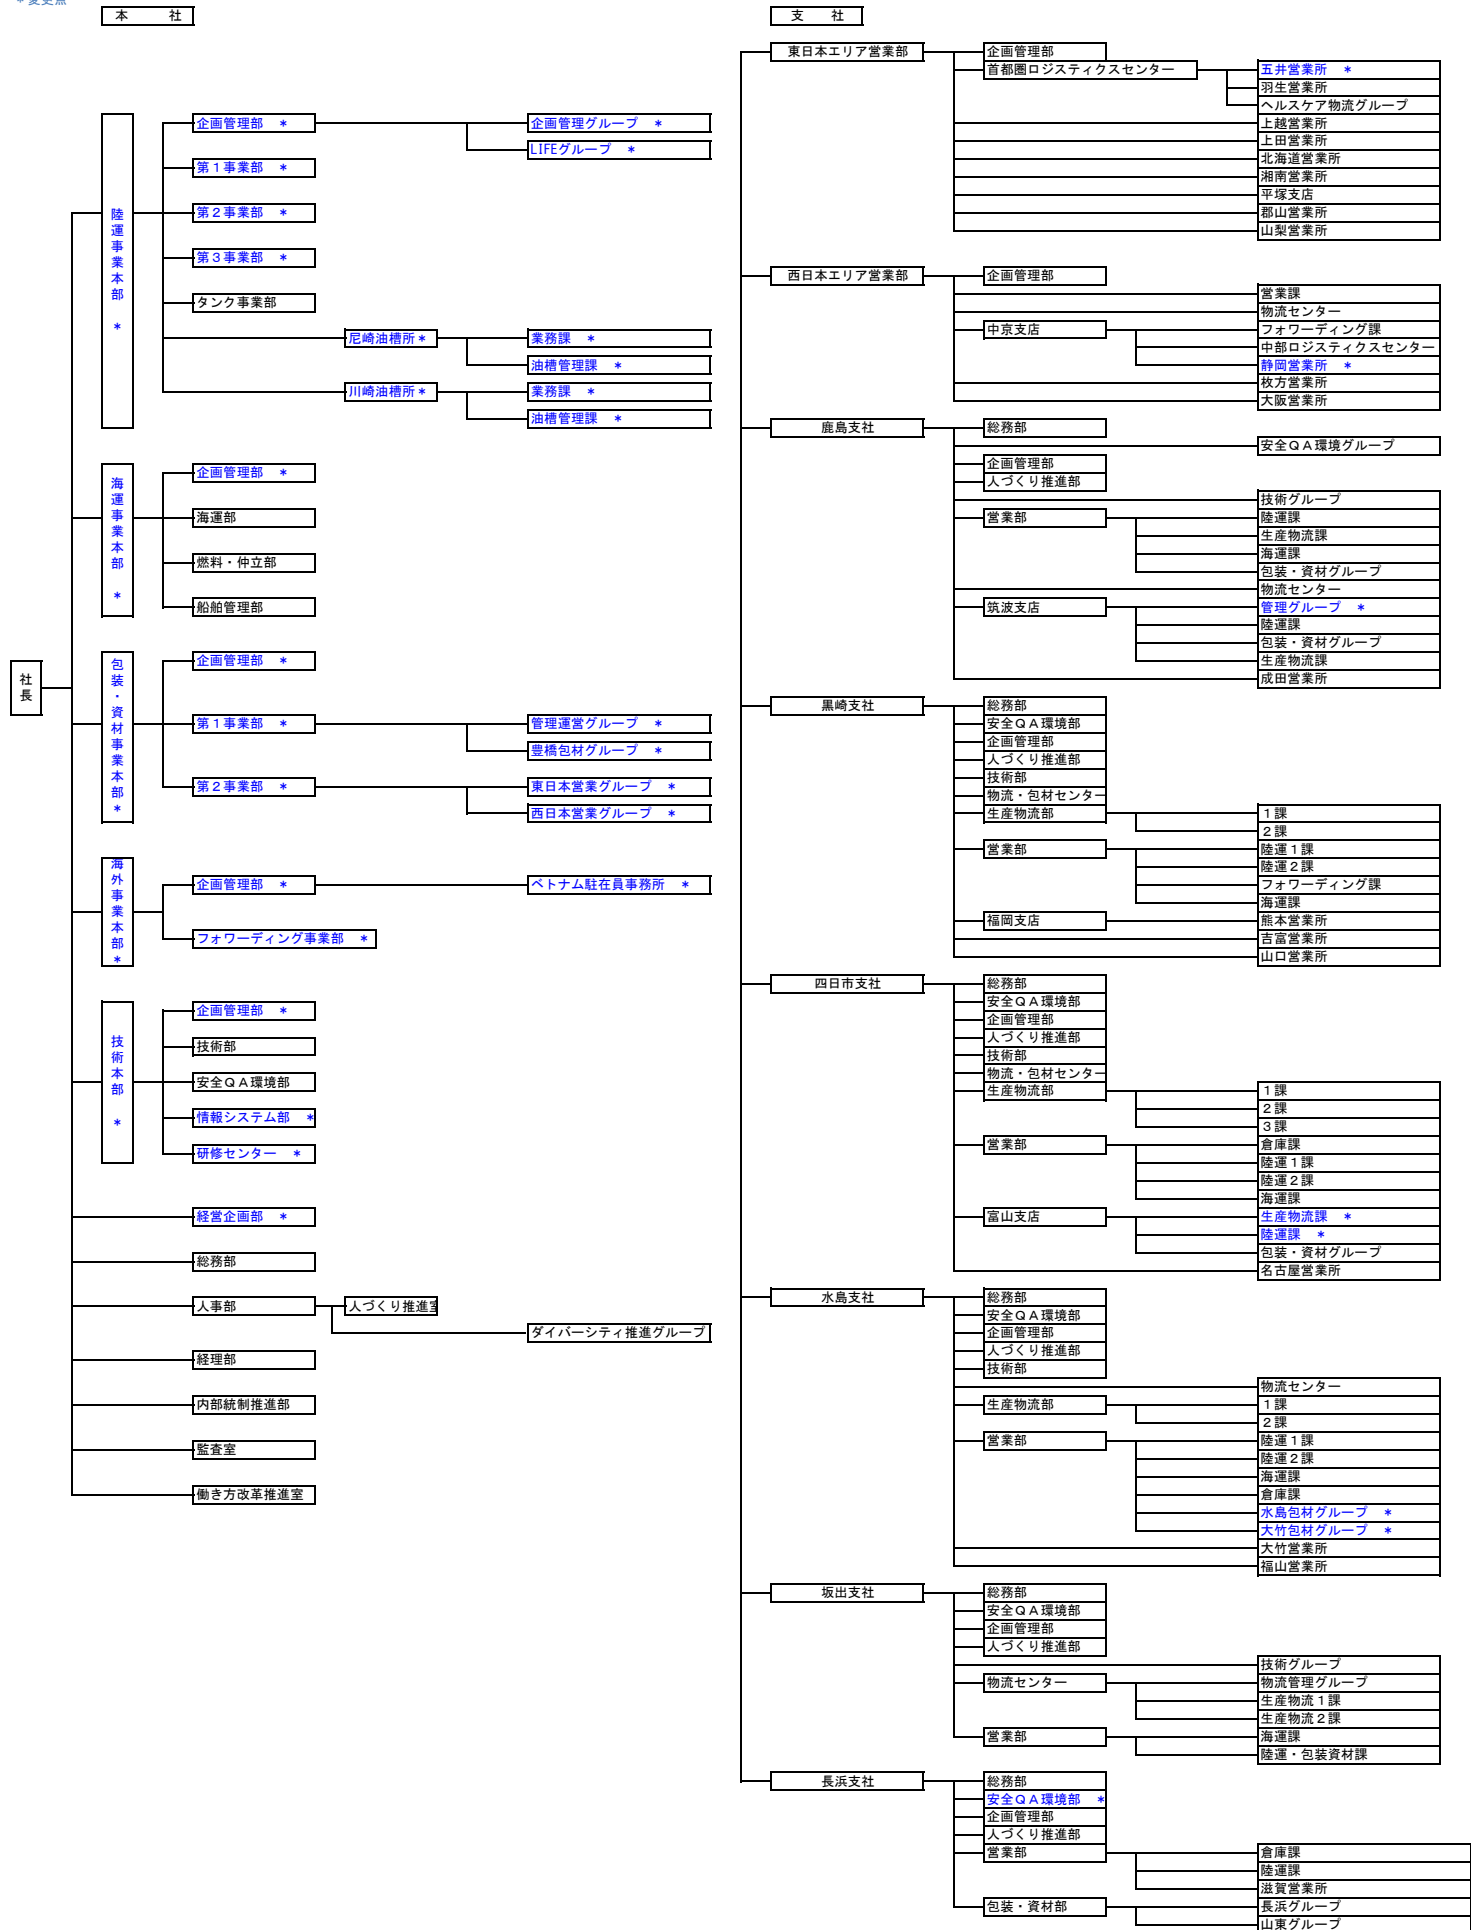 *変更点
本　　社
社長
陸運事業本部　*
企画管理部　*
企画管理グループ　*
LIFEグループ　*
第１事業部　*
第２事業部　*
第３事業部　*
タンク事業部
尼崎油槽所*
業務課　*
油槽管理課　*
川崎油槽所*
業務課　*
油槽管理課　*
海運事業本部　*
企画管理部　*
海運部
燃料・仲立部
船舶管理部
包装・資材事業本部*
企画管理部　*
第１事業部　*
管理運営グループ　*
豊橋包材グループ　*
第２事業部　*
東日本営業グループ　*
西日本営業グループ　*
海外事業本部*
企画管理部　*
ベトナム駐在員事務所　*
フォワーディング事業部　*
技術本部　*
企画管理部　*
技術部
安全ＱＡ環境部
情報システム部　*
研修センター　*
経営企画部　*
総務部
人事部
人づくり推進室
ダイバーシティ推進グループ
経理部
内部統制推進部
監査室
働き方改革推進室
支　　社
東日本エリア営業部
企画管理部
首都圏ロジスティクスセンター
五井営業所　*
羽生営業所
ヘルスケア物流グループ
上越営業所
上田営業所
北海道営業所
湘南営業所
平塚支店
郡山営業所
山梨営業所
西日本エリア営業部
企画管理部
営業課
物流センター
中京支店
フォワーディング課
中部ロジスティクスセンター
静岡営業所　*
枚方営業所
大阪営業所
鹿島支社
総務部
安全ＱＡ環境グループ
企画管理部
人づくり推進部
技術グループ
営業部
陸運課
生産物流課
海運課
包装・資材グループ
物流センター
筑波支店
管理グループ　*
陸運課
包装・資材グループ
生産物流課
成田営業所
黒崎支社
総務部
安全ＱＡ環境部
企画管理部
人づくり推進部
技術部
物流・包材センター
生産物流部
１課
２課
営業部
陸運１課
陸運２課
フォワーディング課
海運課
福岡支店
熊本営業所
吉富営業所
山口営業所
四日市支社
総務部
安全ＱＡ環境部
企画管理部
人づくり推進部
技術部
物流・包材センター
生産物流部
１課
２課
３課
営業部
倉庫課
陸運１課
陸運２課
海運課
富山支店
生産物流課　*
陸運課　*
包装・資材グループ
名古屋営業所
水島支社
総務部
安全ＱＡ環境部
企画管理部
人づくり推進部
技術部
物流センター
生産物流部
１課
２課
営業部
陸運１課
陸運２課
海運課
倉庫課
水島包材グループ　*
大竹包材グループ　*
大竹営業所
福山営業所
坂出支社
総務部
安全ＱＡ環境部
企画管理部
人づくり推進部
技術グループ
物流センター
物流管理グループ
生産物流１課
生産物流２課
営業部
海運課
陸運・包装資材課
長浜支社
総務部
安全ＱＡ環境部　*
企画管理部
人づくり推進部
営業部
倉庫課
陸運課
滋賀営業所
包装・資材部
長浜グループ
山東グループ